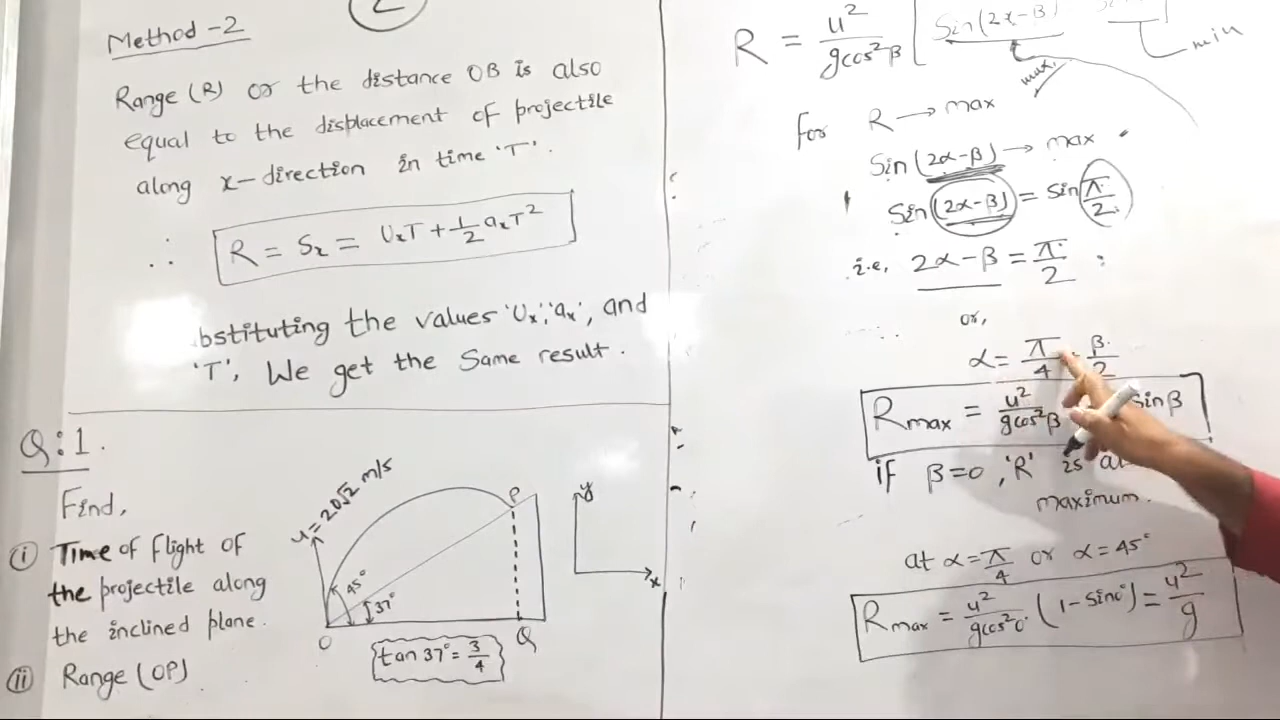 2
Method - 2
Range (R) or the distance OB is also
equal to the displacement of projectile
along x-direction in time 'T'.
∴ R = Sx = UxT + 1/2 axT²
bstituting the values 'Ux', 'ax', and
'T', We get the Same result.
Q:1.
Find,
(i) Time of flight of
the projectile along
the inclined plane.
(ii) Range (OP)
u = 20√2 m/s
45°
37°
O
P
Q
y
x
tan 37° = 3/4
R = u²/gcos²β [ Sin(2x-β)
max.
min
for R → max
Sin (2α-β) → max
Sin (2α-β) = Sin π/2
i.e, 2α-β = π/2
or,
α = π/4 - β/2
Rmax = u²/gcos²β sinβ
if β=0, 'R' is
maximum.
at α = π/4 or α = 45°
Rmax = u²/gcos²0° (1-sin0°) = u²/g